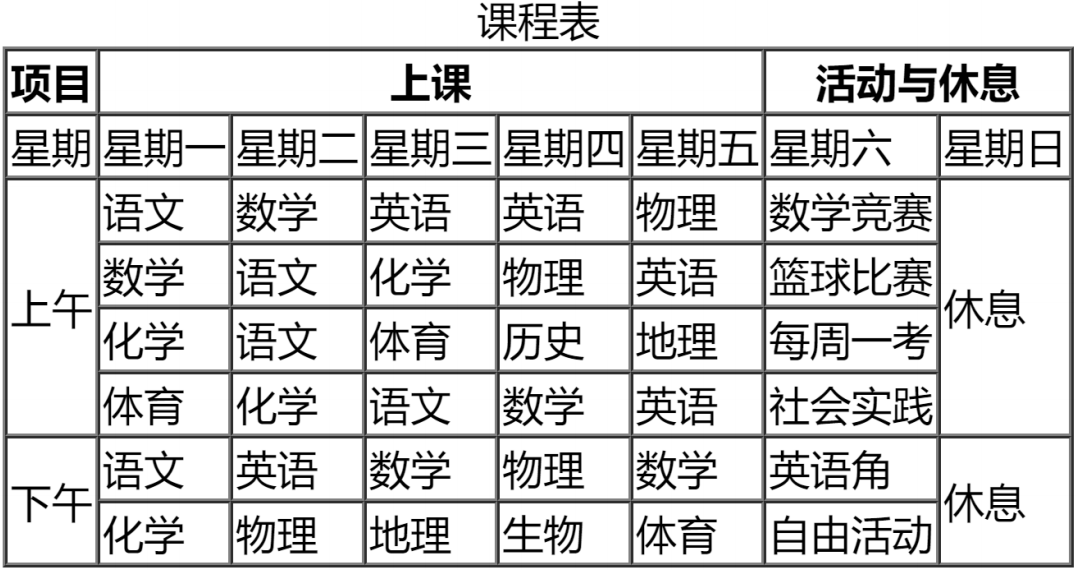 课程表
项目 上课 活动与休息
星期 星期一 星期二 星期三 星期四 星期五 星期六 星期日
语文 数学 英语 英语 物理 数学竞赛
数学 语文 化学 物理 英语 篮球比赛
上午 休息
化学 语文 体育 历史 地理 每周一考
体育 化学 语文 数学 英语 社会实践
语文 英语 数学 物理 数学 英语角
下午 休息
化学 物理 地理 生物 体育 自由活动